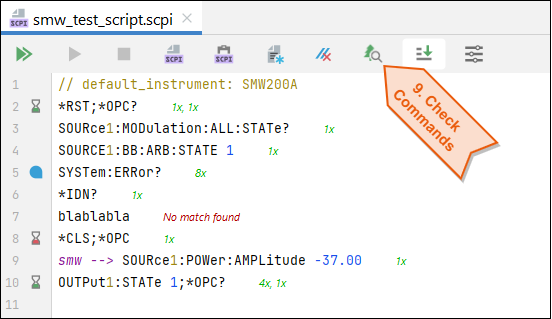 smw_test_script.scpi
SCPI SCPI
1 // default_instrument: SMW200A
2 *RST;*OPC? 1x, 1x
3 SOURce1:MODulation:ALL:STATe? 1x
4 SOURCE1:BB:ARB:STATE 1 1x
5 SYSTem:ERRor? 8x
6 *IDN? 1x
7 blablabla No match found
8 *CLS;*OPC 1x
9 smw --> SOURce1:POWer:AMPLitude -37.00 1x
10 OUTPut1:STATe 1;*OPC? 4x, 1x
11
9. Check
Commands